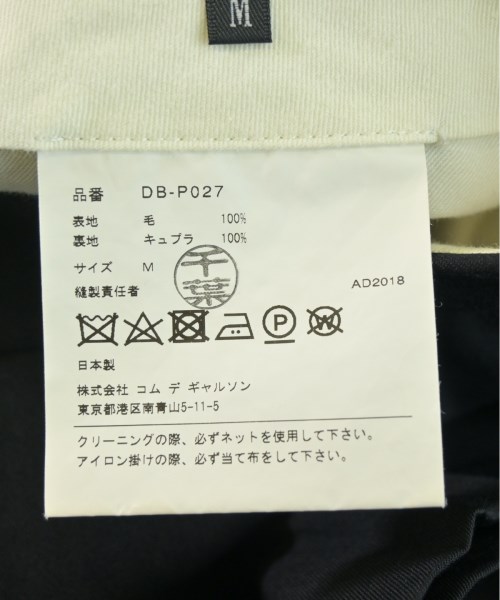 M
品番 DB-P027
表地 毛 100%
裏地 キュプラ 100%
サイズ M
縫製責任者 千葉
AD2018
P W
日本製
株式会社 コム デ ギャルソン
東京都港区南青山5-11-5
クリーニングの際、必ずネットを使用して下さい。
アイロン掛けの際、必ず当て布をして下さい。